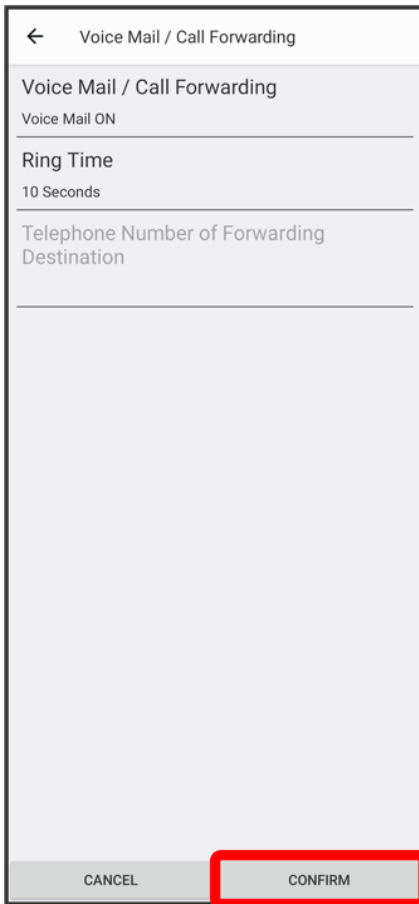 Voice Mail / Call Forwarding
Voice Mail / Call Forwarding
Voice Mail ON
Ring Time
10 Seconds
Telephone Number of Forwarding
Destination
CANCEL
CONFIRM